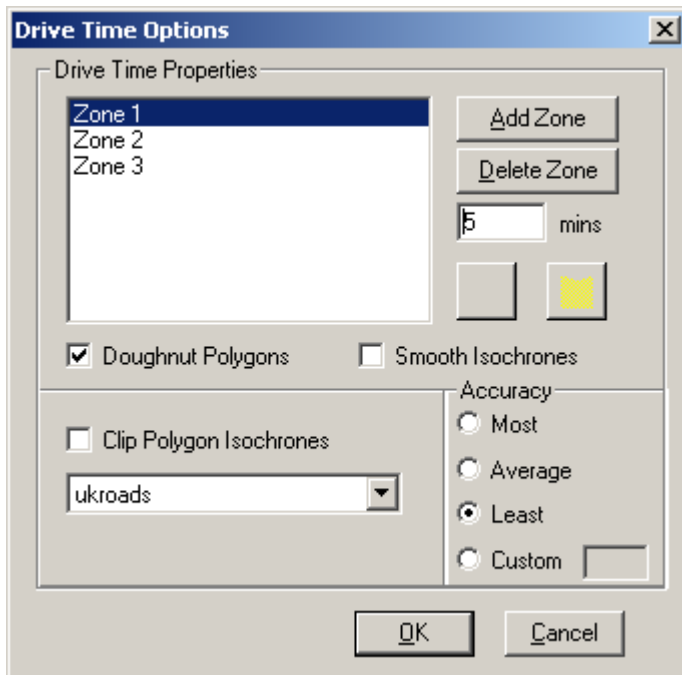 Drive Time Options
Drive Time Properties
Zone 1
Zone 2
Zone 3
Add Zone
Delete Zone
5 mins
Doughnut Polygons
Smooth Isochrones
Clip Polygon Isochrones
ukroads
Accuracy
Most
Average
Least
Custom
OK
Cancel